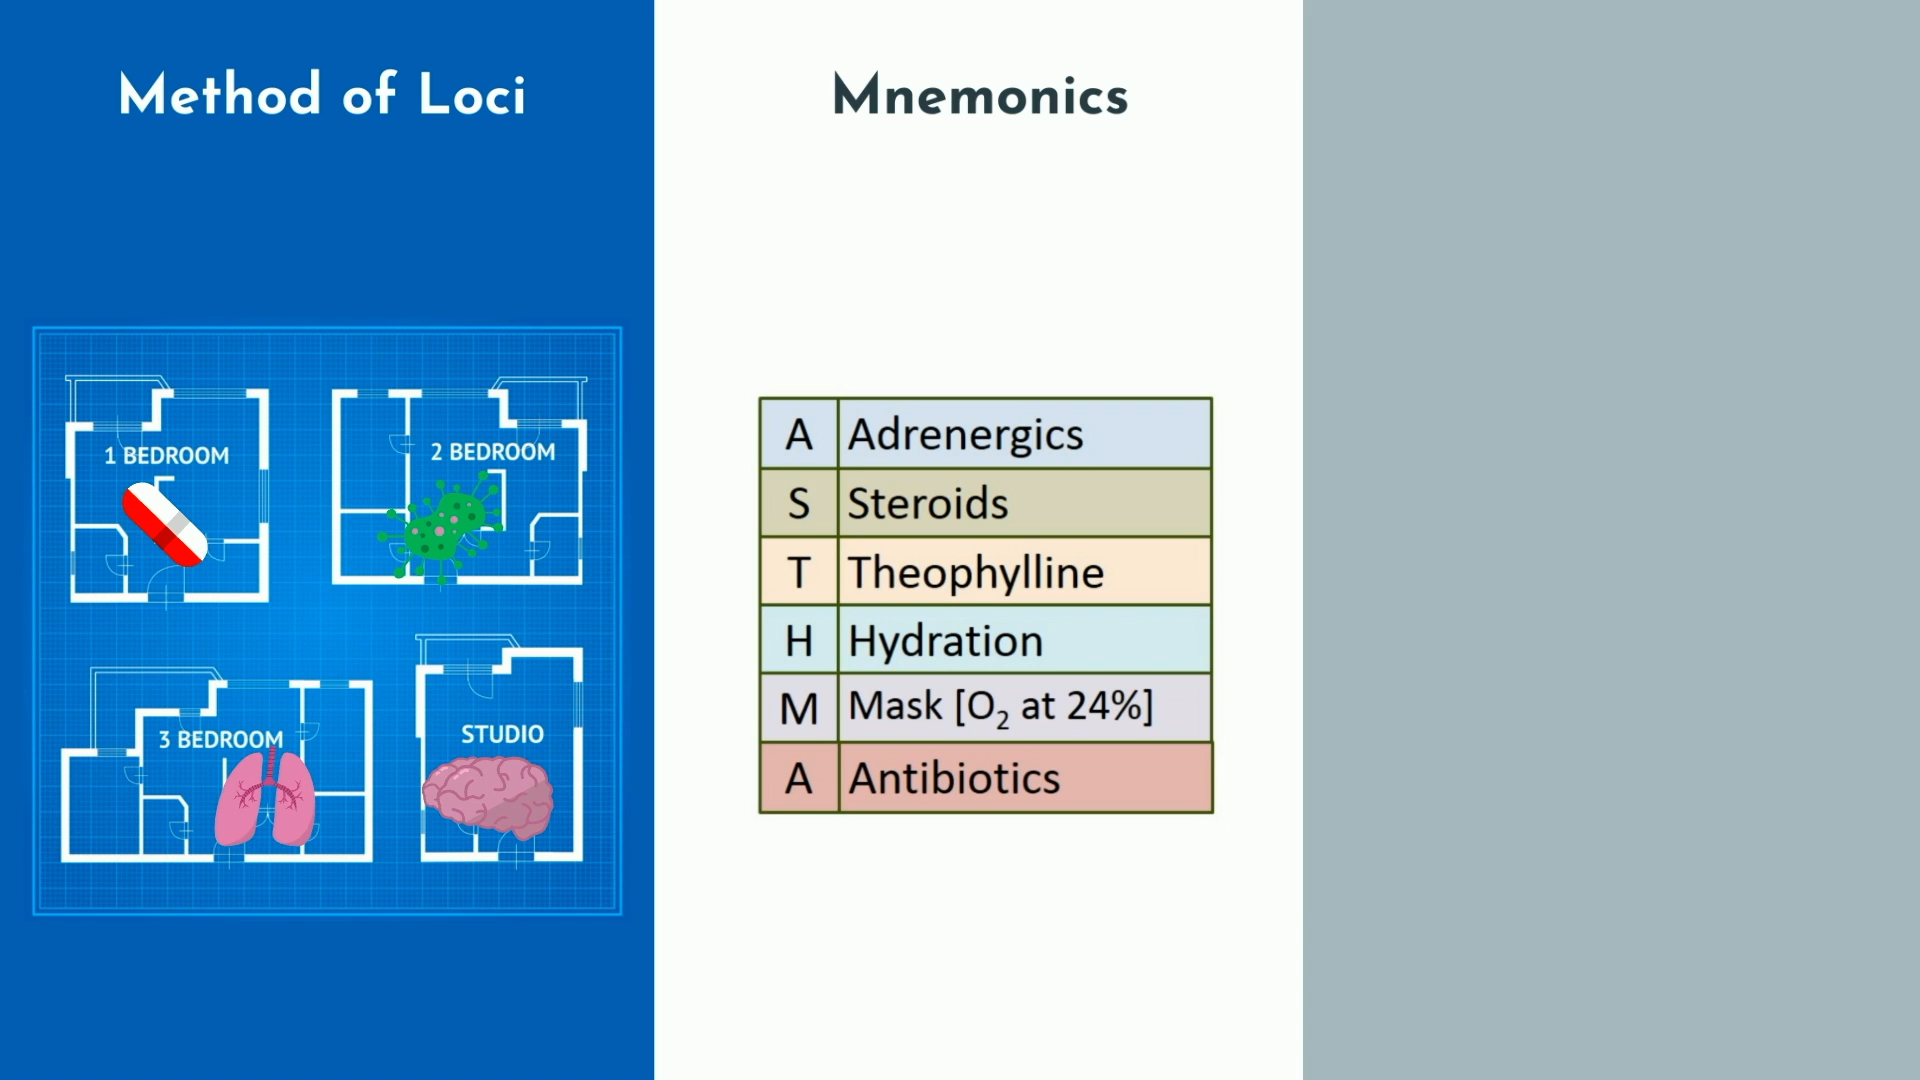 Method of Loci
1 BEDROOM
2 BEDROOM
3 BEDROOM
STUDIO
Mnemonics
A Adrenergics
S Steroids
T Theophylline
H Hydration
M Mask [O₂ at 24%]
A Antibiotics